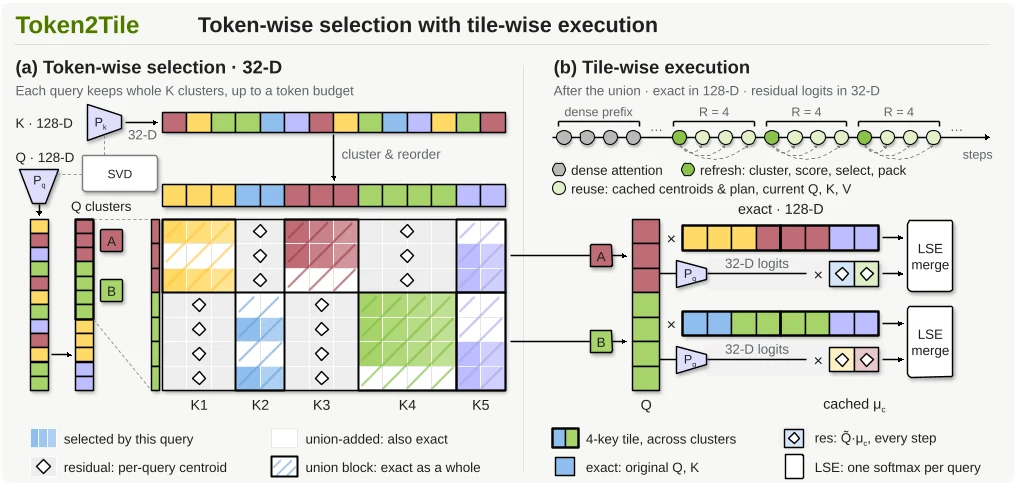 Token2Tile
Token-wise selection with tile-wise execution
(a) Token-wise selection · 32-D
Each query keeps whole K clusters, up to a token budget
K · 128-D
Pk
32-D
Q · 128-D
Pq
SVD
cluster & reorder
Q clusters
A
B
K1
K2
K3
K4
K5
selected by this query
union-added: also exact
residual: per-query centroid
union block: exact as a whole
(b) Tile-wise execution
After the union · exact in 128-D · residual logits in 32-D
dense prefix
...
R = 4
R = 4
R = 4
...
steps
dense attention
refresh: cluster, score, select, pack
reuse: cached centroids & plan, current Q, K, V
exact · 128-D
A
×
Pq
32-D logits
×
LSE
merge
B
×
Pq
32-D logits
×
LSE
merge
Q
cached μc
4-key tile, across clusters
res: Q̃·μc, every step
exact: original Q, K
LSE: one softmax per query